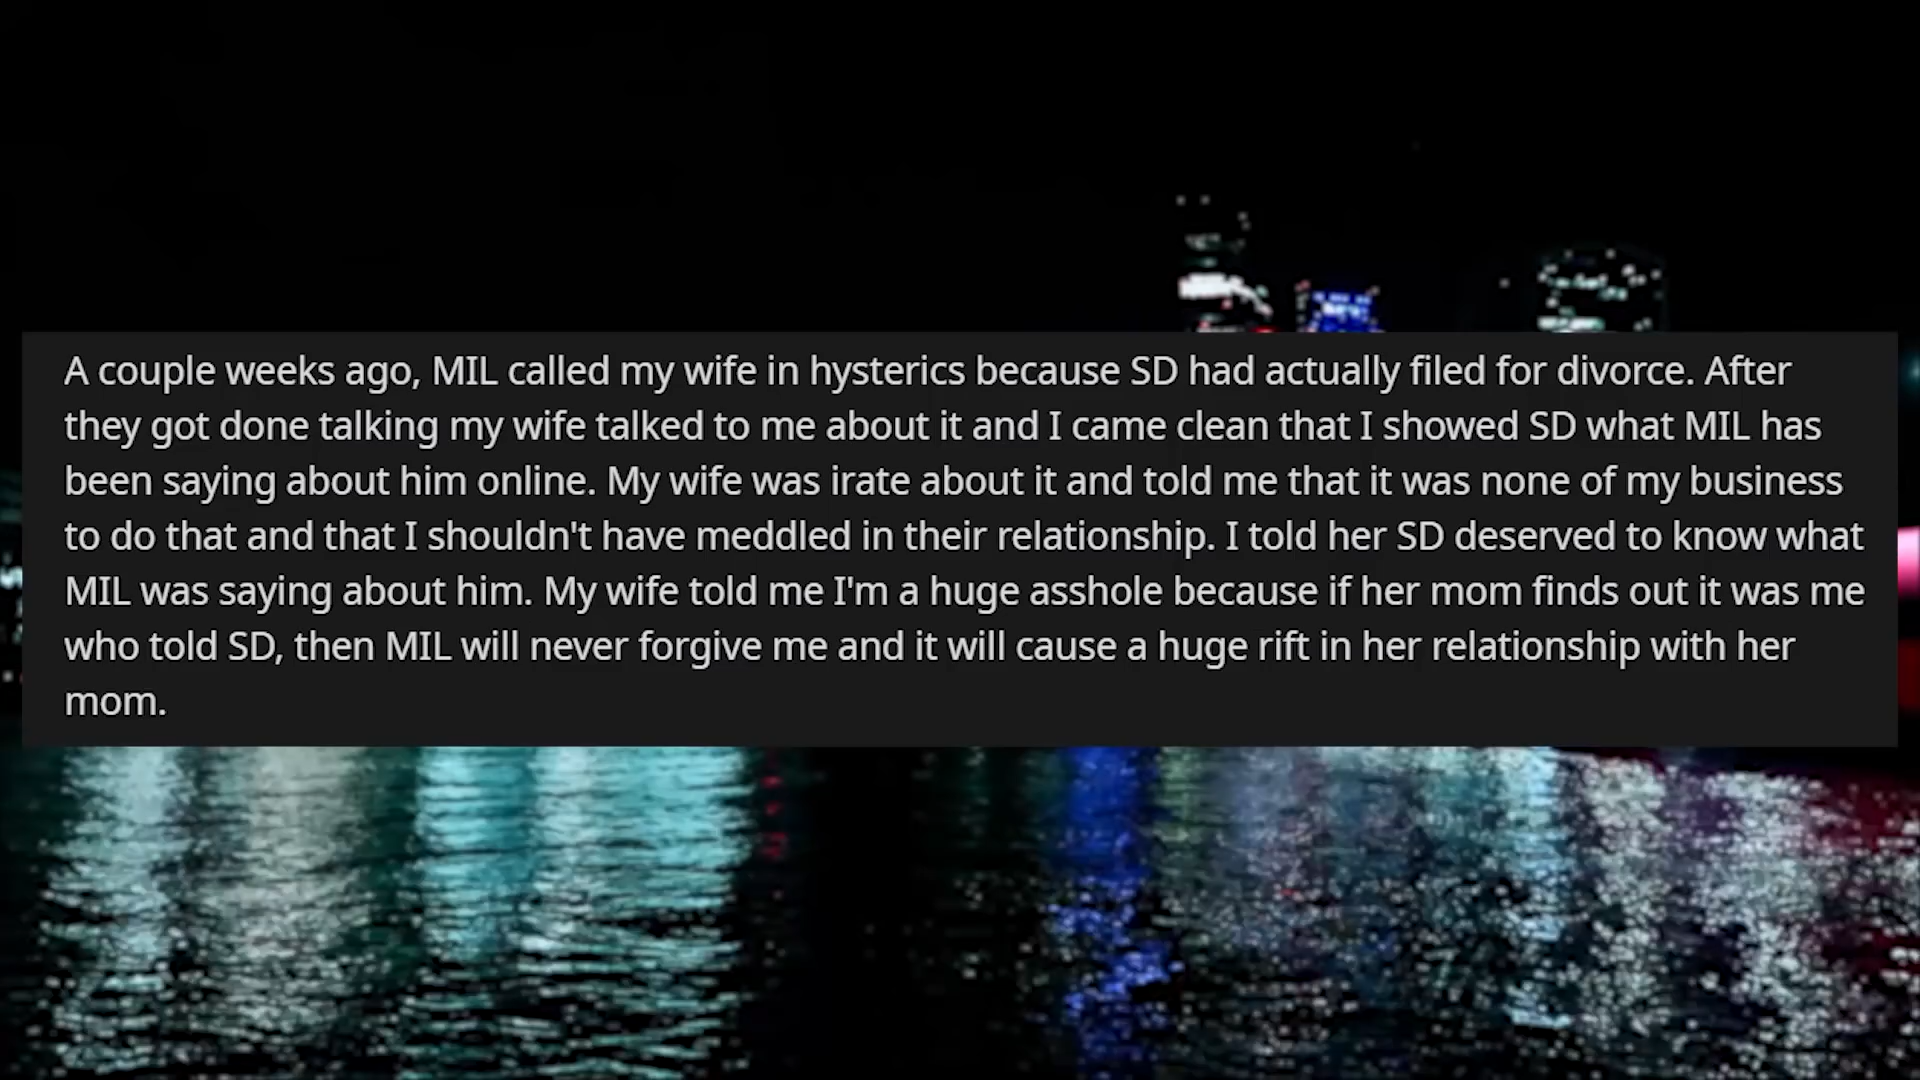 A couple weeks ago, MIL called my wife in hysterics because SD had actually filed for divorce. After
they got done talking my wife talked to me about it and I came clean that I showed SD what MIL has
been saying about him online. My wife was irate about it and told me that it was none of my business
to do that and that I shouldn't have meddled in their relationship. I told her SD deserved to know what
MIL was saying about him. My wife told me I'm a huge asshole because if her mom finds out it was me
who told SD, then MIL will never forgive me and it will cause a huge rift in her relationship with her
mom.